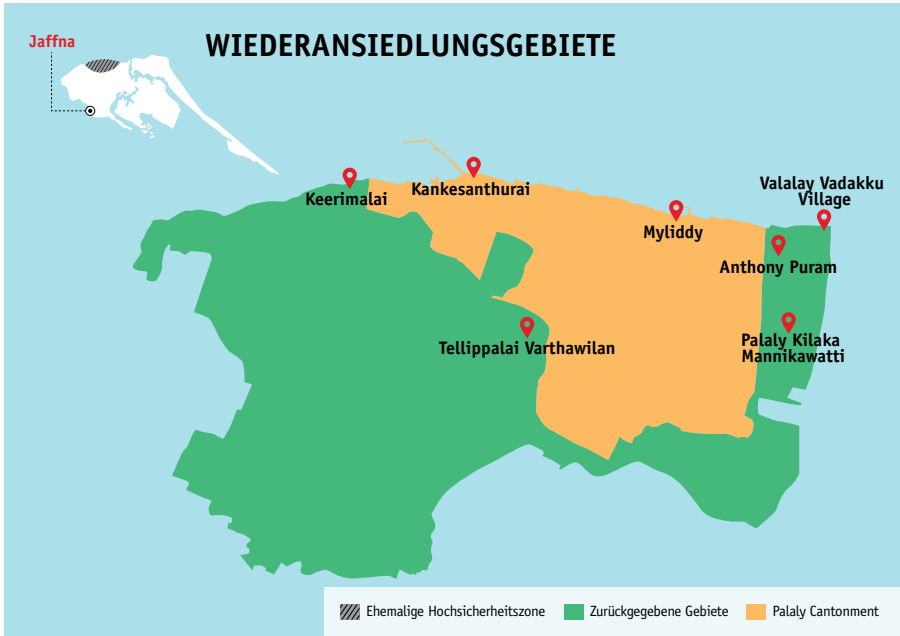 WIEDERANSIEDLUNGSGEBIETE
Jaffna
Keerimalai
Kankesanthurai
Myliddy
Valalay Vadakku
Village
Anthony Puram
Palaly Kilaka
Mannikawatti
Tellippalai Varthawilan
Ehemalige Hochsicherheitszone
Zurückgegebene Gebiete
Palaly Cantonment